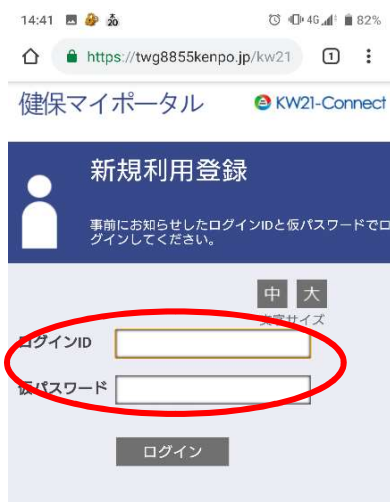 14:41 4G 82%
https://twg8855kenpo.jp/kw21 1
健保マイポータル KW21-Connect
新規利用登録
事前にお知らせしたログインIDと仮パスワードでロ
グインしてください。
中 大
文字サイズ
ログインID
仮パスワード
ログイン